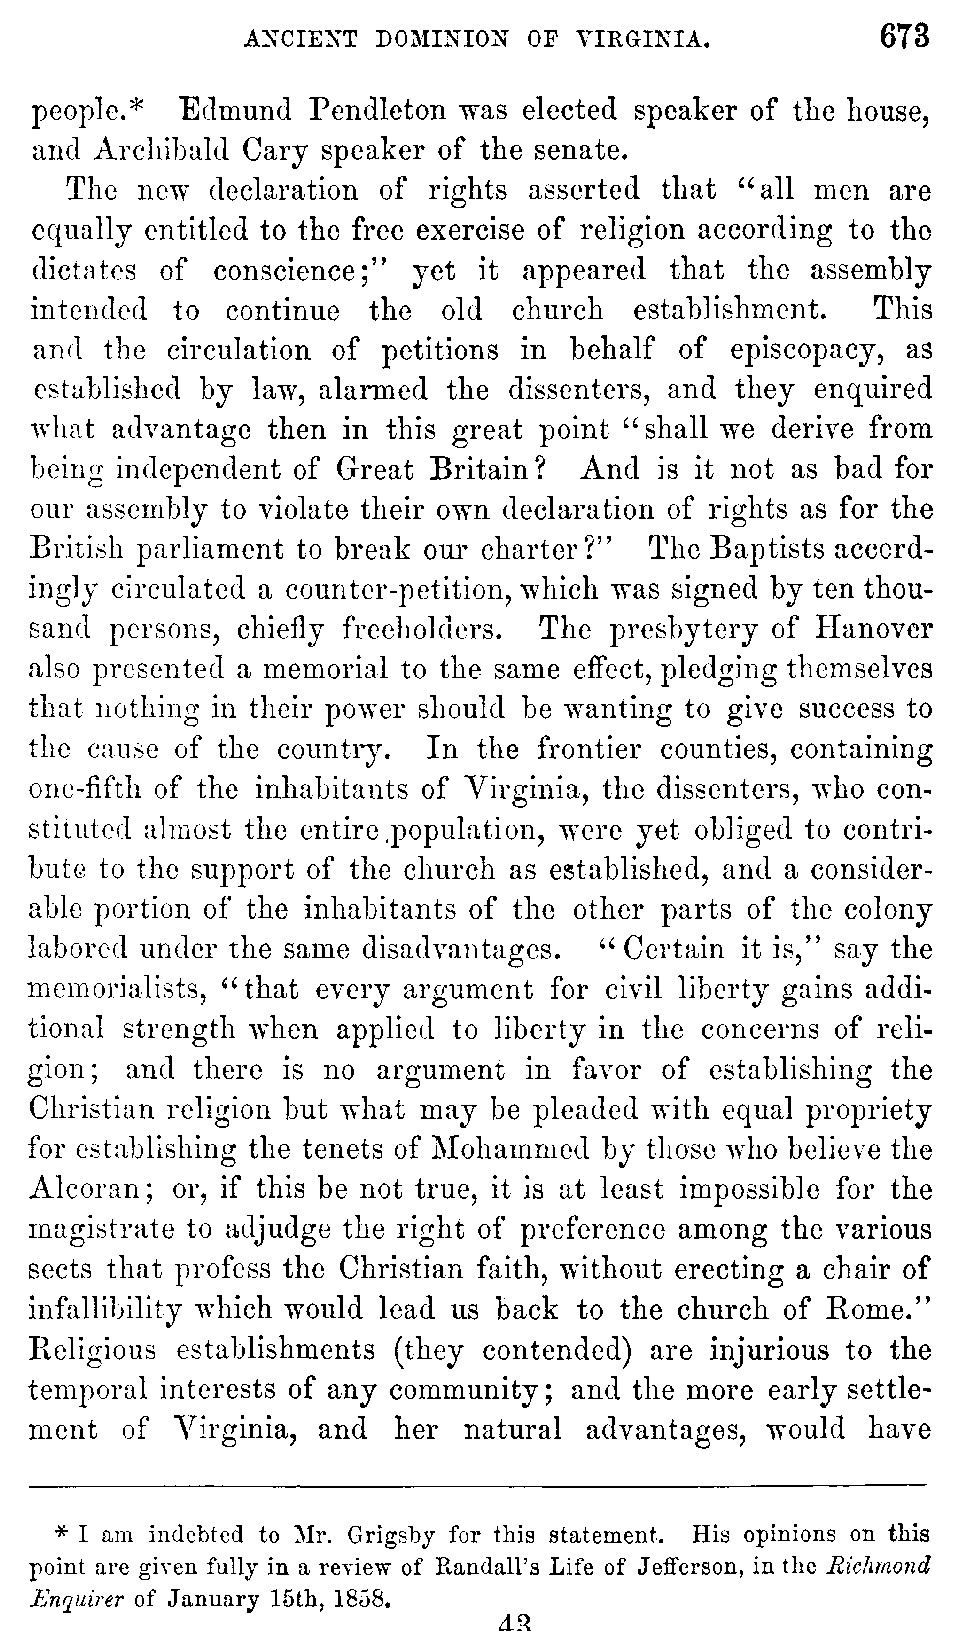 ANCIENT DOMINION OF VIRGINIA. 673
people.* Edmund Pendleton was elected speaker of the house,
and Archibald Cary speaker of the senate.
The new declaration of rights asserted that "all men are
equally entitled to the free exercise of religion according to the
dictates of conscience;" yet it appeared that the assembly
intended to continue the old church establishment. This
and the circulation of petitions in behalf of episcopacy, as
established by law, alarmed the dissenters, and they enquired
what advantage then in this great point "shall we derive from
being independent of Great Britain? And is it not as bad for
our assembly to violate their own declaration of rights as for the
British parliament to break our charter?" The Baptists accord-
ingly circulated a counter-petition, which was signed by ten thou-
sand persons, chiefly freeholders. The presbytery of Hanover
also presented a memorial to the same effect, pledging themselves
that nothing in their power should be wanting to give success to
the cause of the country. In the frontier counties, containing
one-fifth of the inhabitants of Virginia, the dissenters, who con-
stituted almost the entire population, were yet obliged to contri-
bute to the support of the church as established, and a consider-
able portion of the inhabitants of the other parts of the colony
labored under the same disadvantages. "Certain it is," say the
memorialists, "that every argument for civil liberty gains addi-
tional strength when applied to liberty in the concerns of reli-
gion; and there is no argument in favor of establishing the
Christian religion but what may be pleaded with equal propriety
for establishing the tenets of Mohammed by those who believe the
Alcoran; or, if this be not true, it is at least impossible for the
magistrate to adjudge the right of preference among the various
sects that profess the Christian faith, without erecting a chair of
infallibility which would lead us back to the church of Rome."
Religious establishments (they contended) are injurious to the
temporal interests of any community; and the more early settle-
ment of Virginia, and her natural advantages, would have
* I am indebted to Mr. Grigsby for this statement. His opinions on this
point are given fully in a review of Randall's Life of Jefferson, in the Richmond
Enquirer of January 15th, 1858.
43